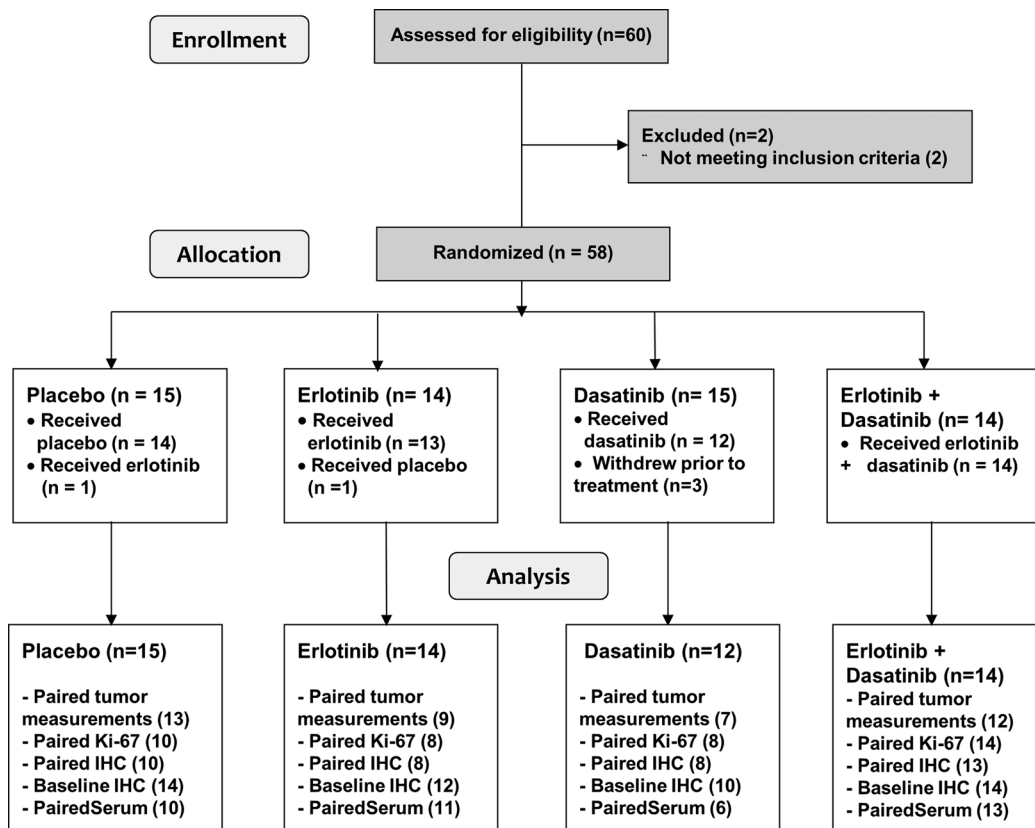 Enrollment
Assessed for eligibility (n=60)
Excluded (n=2)
¨ Not meeting inclusion criteria (2)
Allocation
Randomized (n = 58)
Placebo (n = 15)
• Received
placebo (n = 14)
• Received erlotinib
(n = 1)
Erlotinib (n = 14)
• Received
erlotinib (n =13)
• Received placebo
(n =1)
Dasatinib (n = 15)
• Received
dasatinib (n = 12)
• Withdrew prior to
treatment (n=3)
Erlotinib +
Dasatinib (n= 14)
• Received erlotinib
+ dasatinib (n = 14)
Analysis
Placebo (n=15)
- Paired tumor
measurements (13)
- Paired Ki-67 (10)
- Paired IHC (10)
- Baseline IHC (14)
- PairedSerum (10)
Erlotinib (n=14)
- Paired tumor
measurements (9)
- Paired Ki-67 (8)
- Paired IHC (8)
- Baseline IHC (12)
- PairedSerum (11)
Dasatinib (n=12)
- Paired tumor
measurements (7)
- Paired Ki-67 (8)
- Paired IHC (8)
- Baseline IHC (10)
- PairedSerum (6)
Erlotinib +
Dasatinib (n=14)
- Paired tumor
measurements (12)
- Paired Ki-67 (14)
- Paired IHC (13)
- Baseline IHC (14)
- PairedSerum (13)